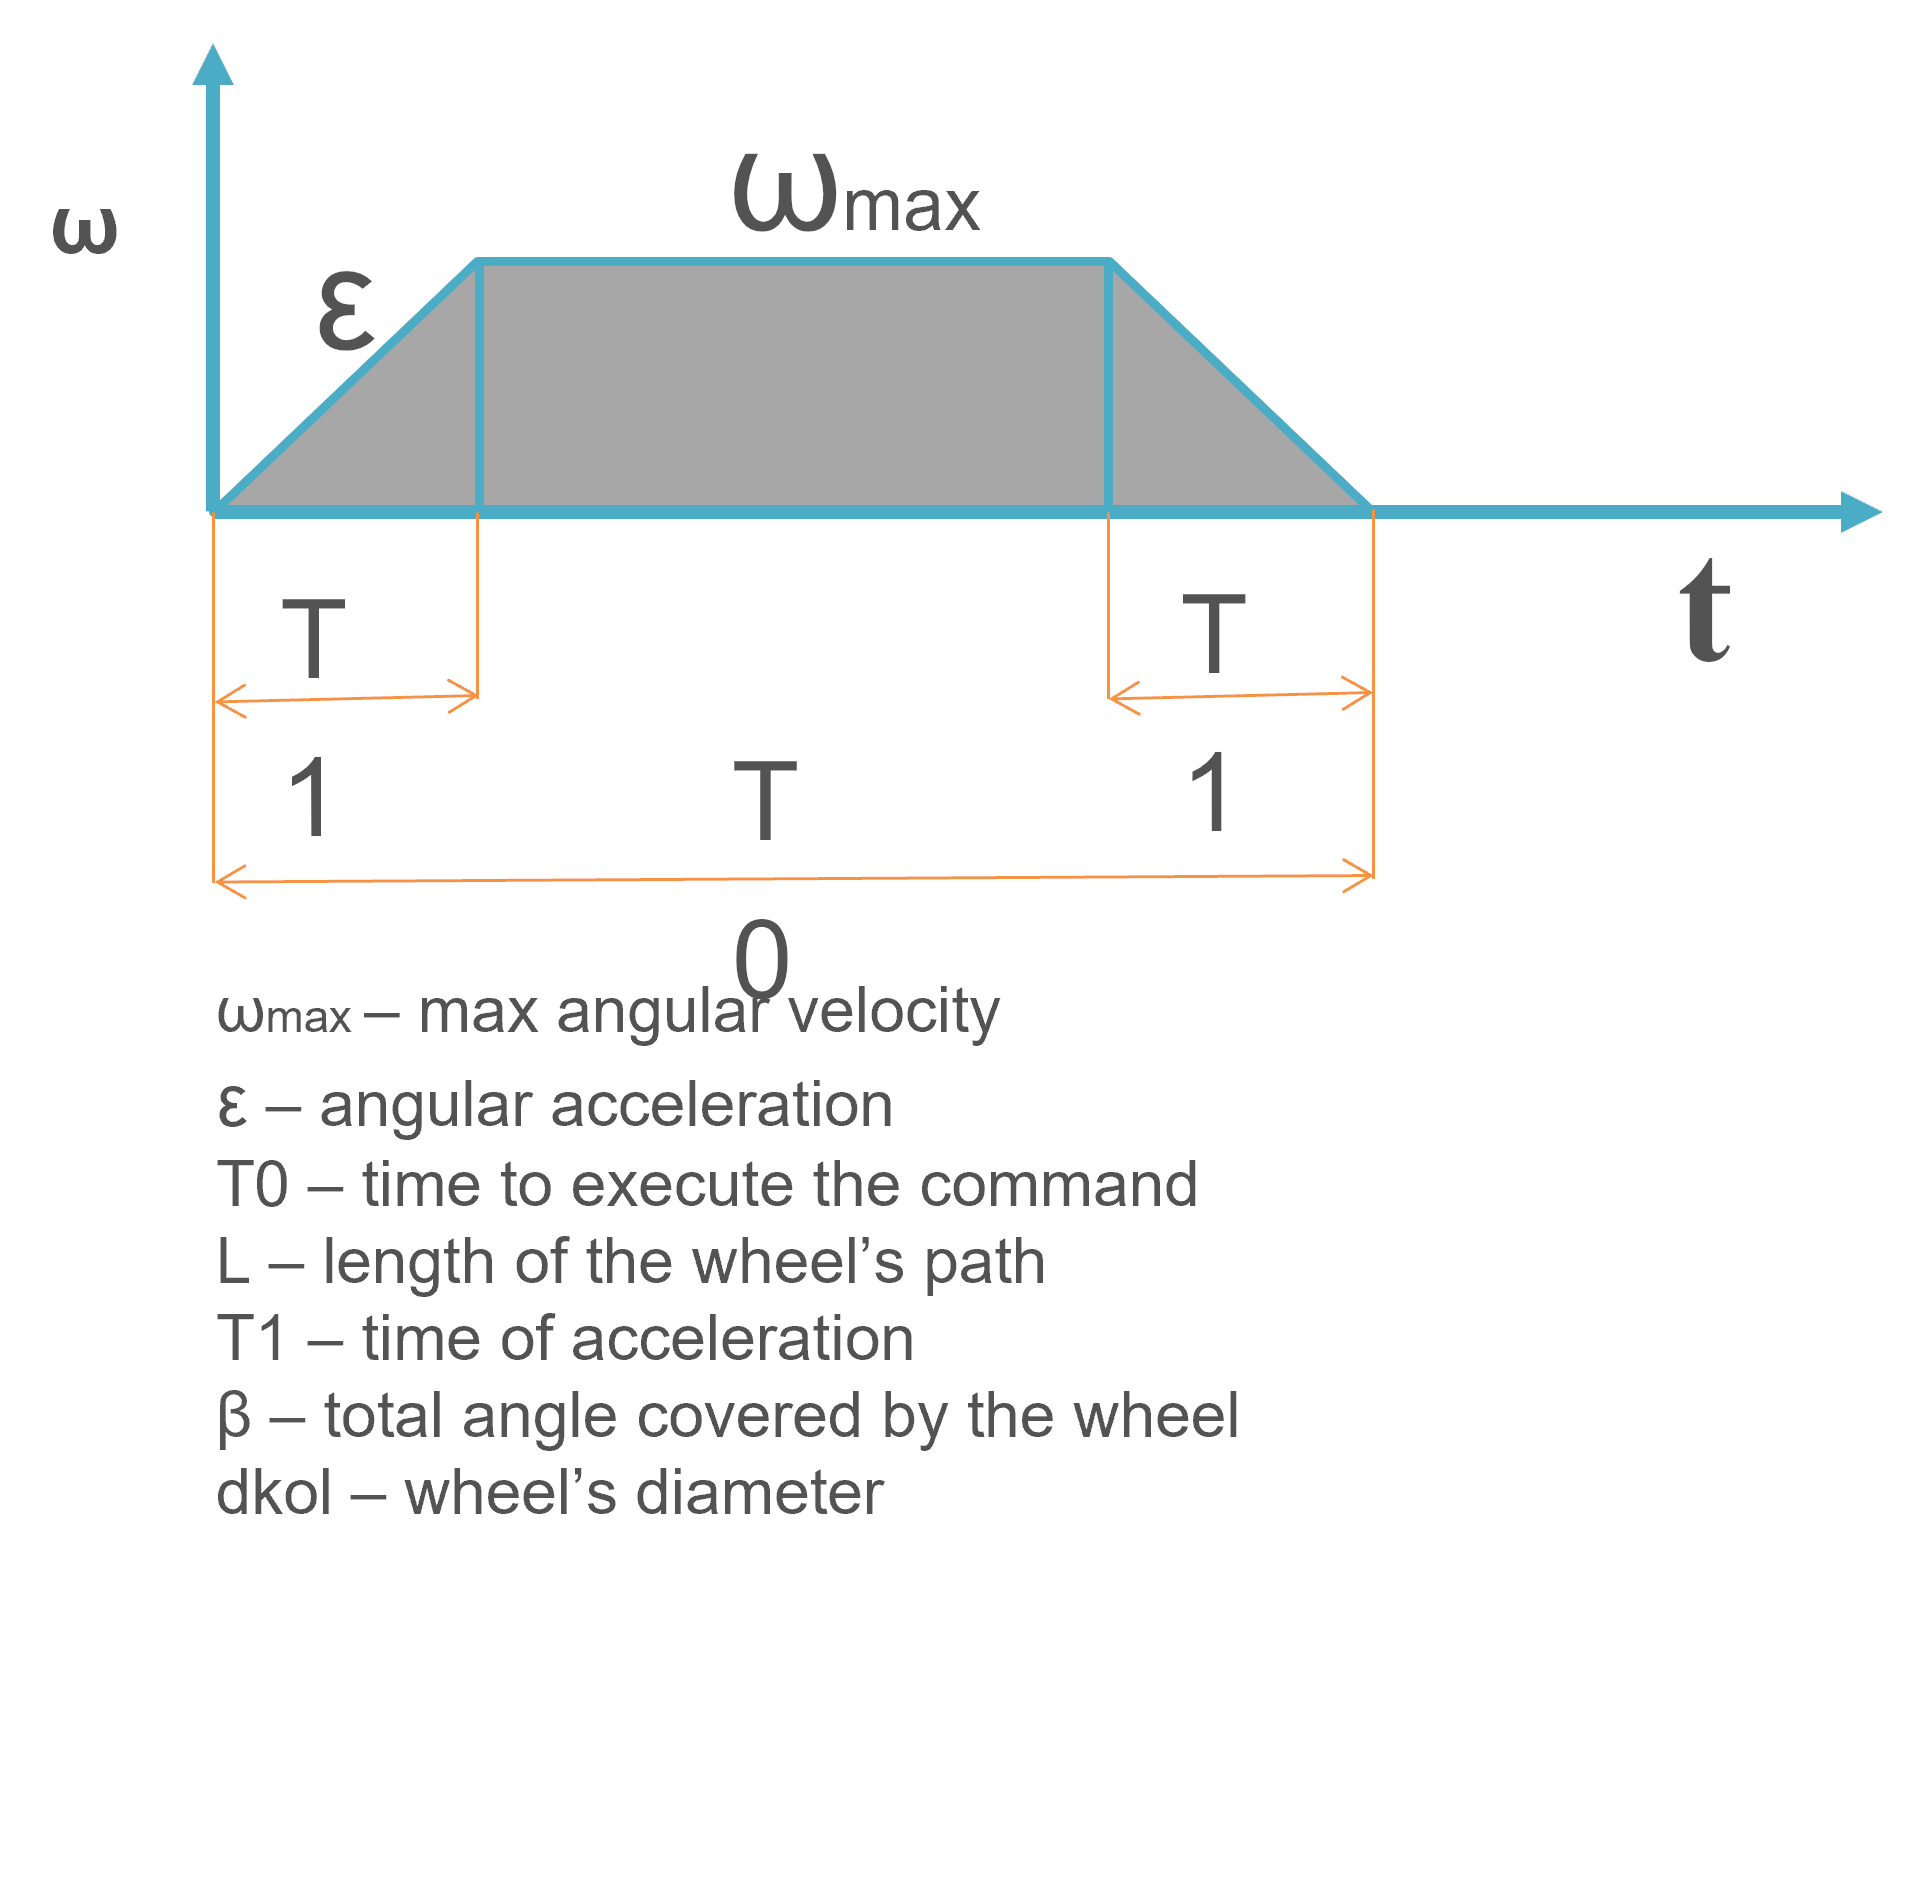 ω
ωmax
ε
t
T
1
T
1
T
0
ωmax – max angular velocity
ε – angular acceleration
T0 – time to execute the command
L – length of the wheel’s path
T1 – time of acceleration
β – total angle covered by the wheel
dkol – wheel’s diameter